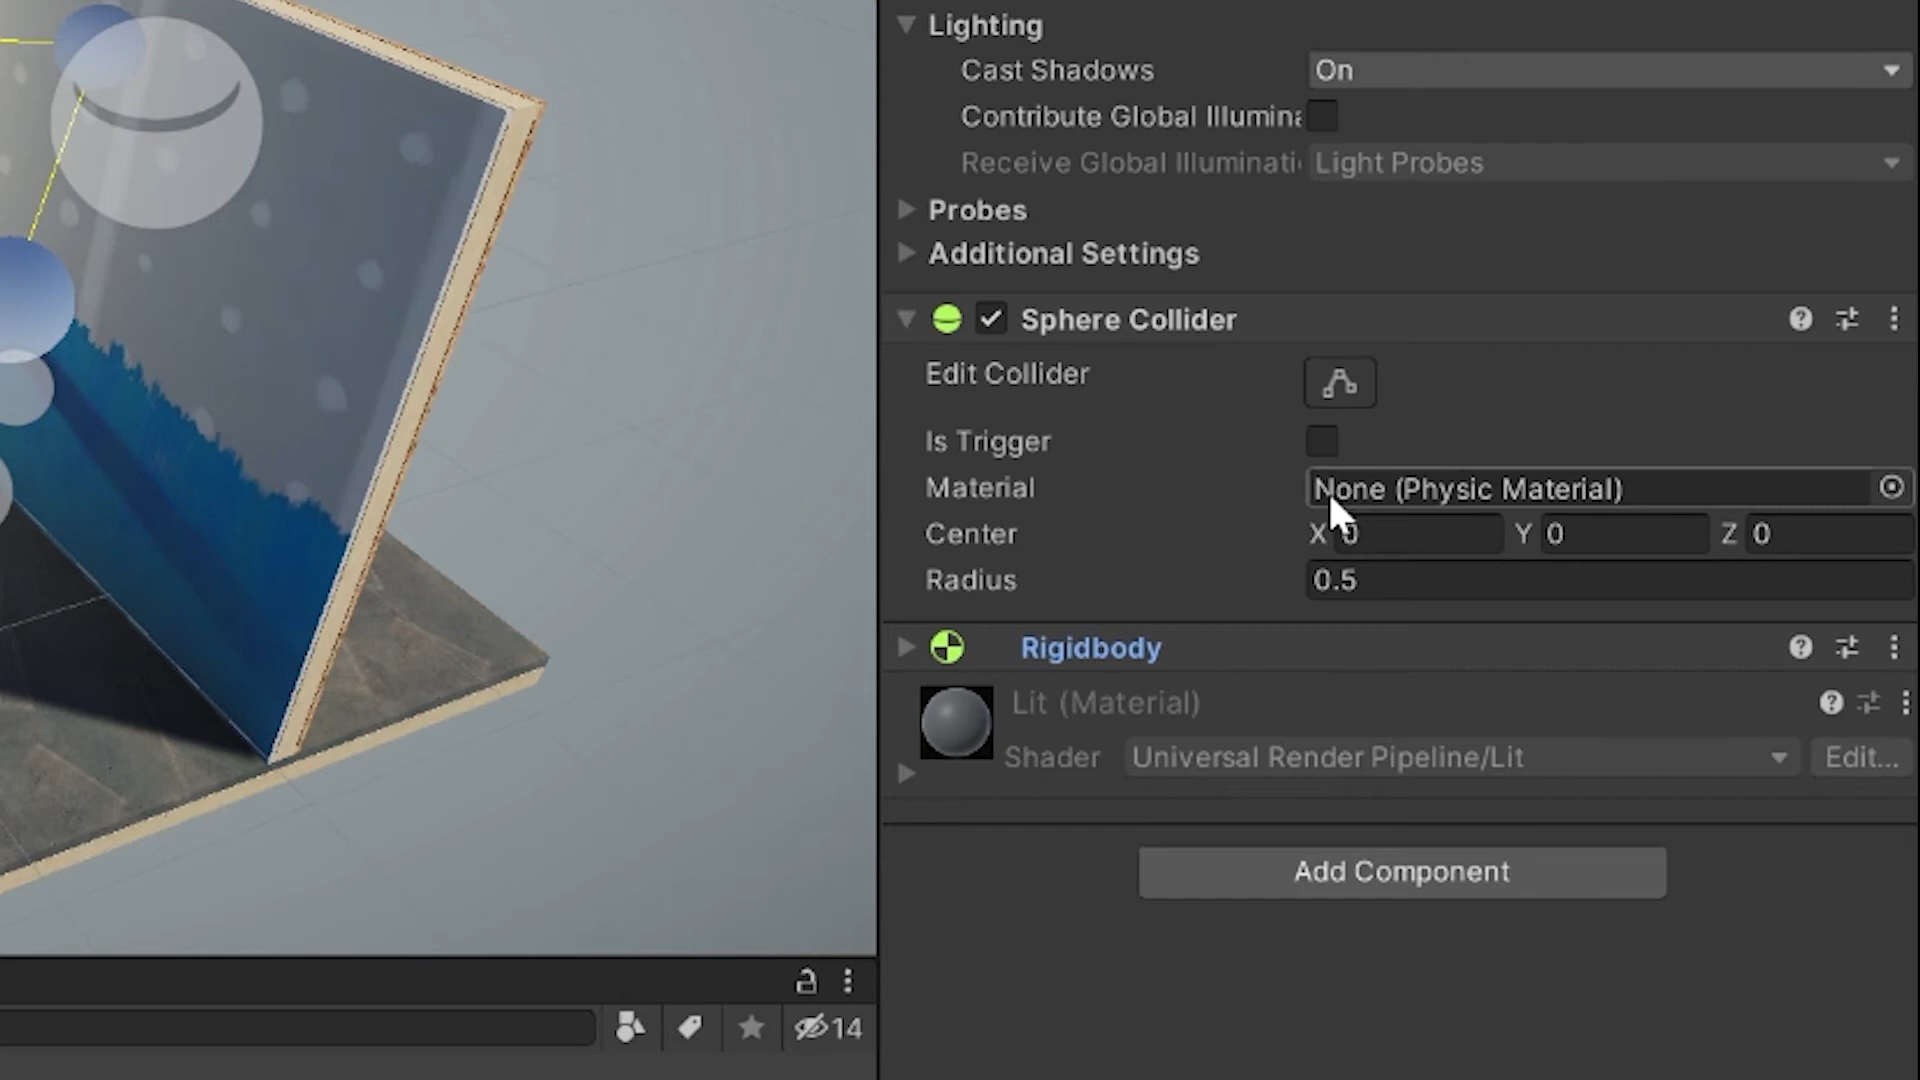 Lighting
Cast Shadows On
Contribute Global Illumina
Receive Global Illuminati Light Probes
Probes
Additional Settings
Sphere Collider
Edit Collider
Is Trigger
Material None (Physic Material)
Center X 0 Y 0 Z 0
Radius 0.5
Rigidbody
Lit (Material)
Shader Universal Render Pipeline/Lit Edit...
Add Component
14